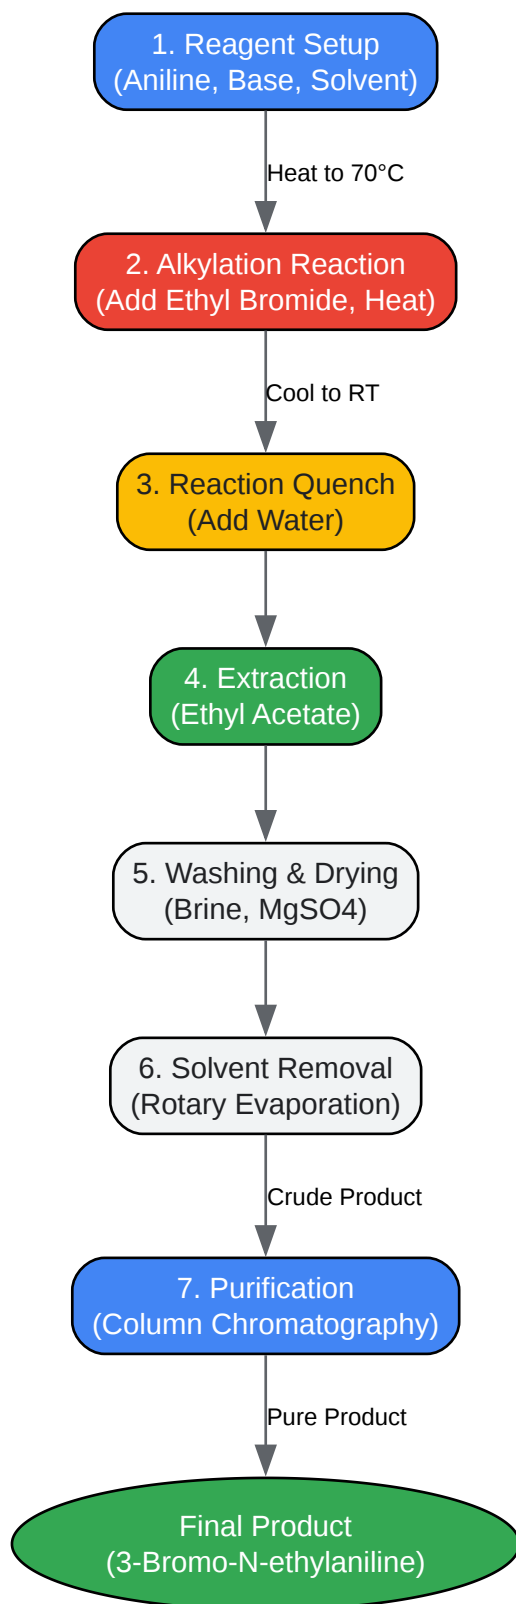 1. Reagent Setup
(Aniline, Base, Solvent)
Heat to 70°C
2. Alkylation Reaction
(Add Ethyl Bromide, Heat)
Cool to RT
3. Reaction Quench
(Add Water)
4. Extraction
(Ethyl Acetate)
5. Washing & Drying
(Brine, MgSO4)
6. Solvent Removal
(Rotary Evaporation)
Crude Product
7. Purification
(Column Chromatography)
Pure Product
Final Product
(3-Bromo-N-ethylaniline)